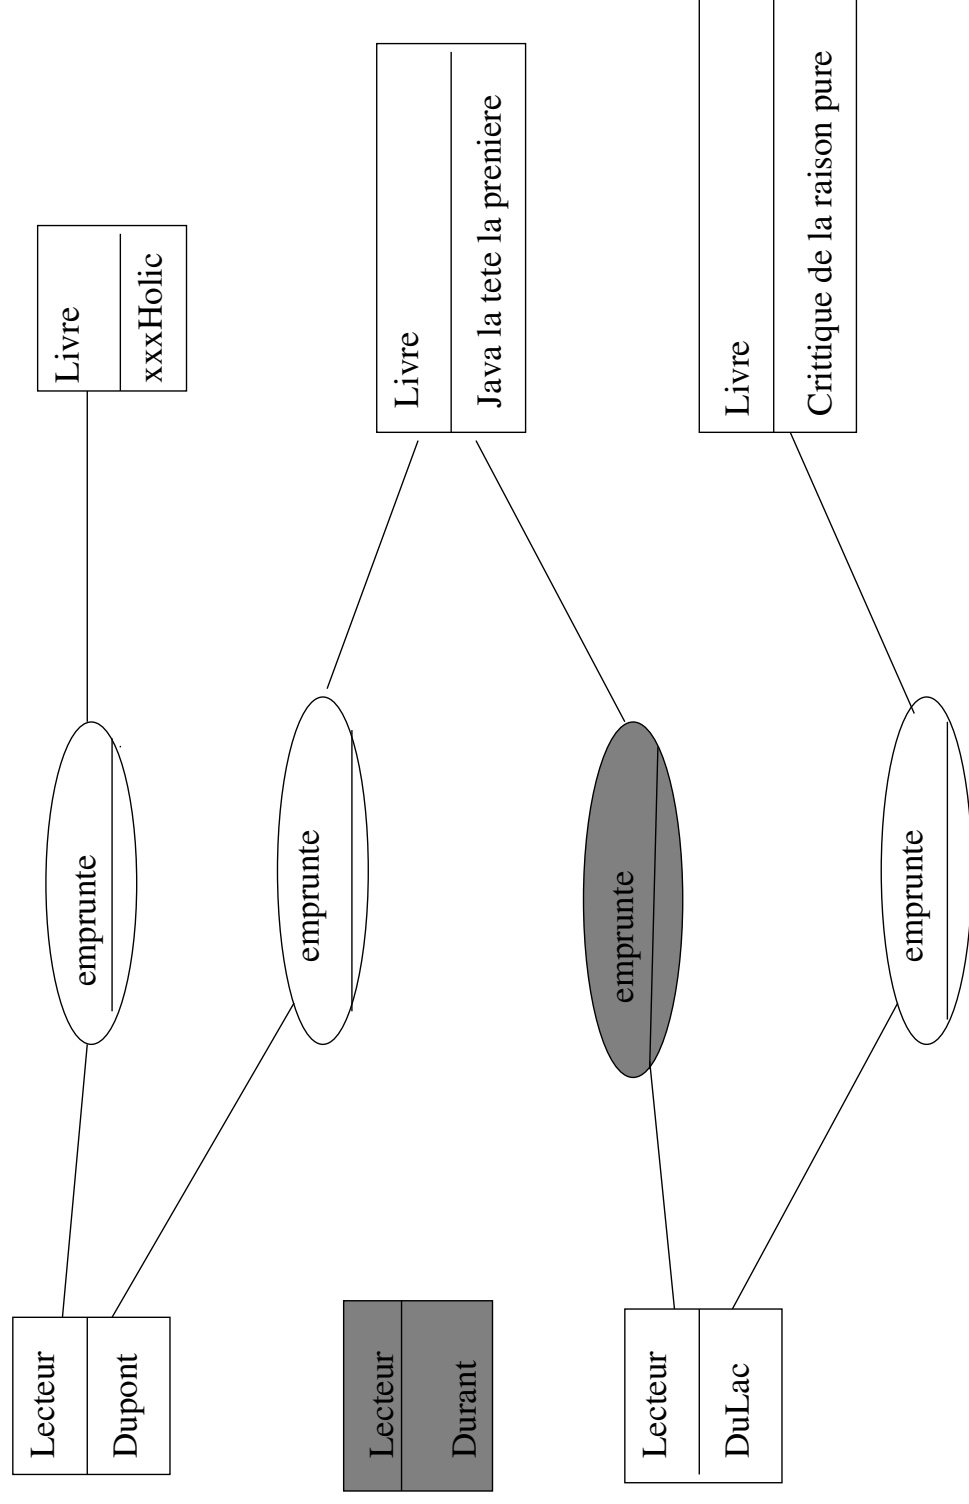 Lecteur
Dupont
Lecteur
Durant
Lecteur
DuLac
emprunte
emprunte
emprunte
emprunte
Livre
xxxHolic
Livre
Java la tete la preniere
Livre
Crittique de la raison pure